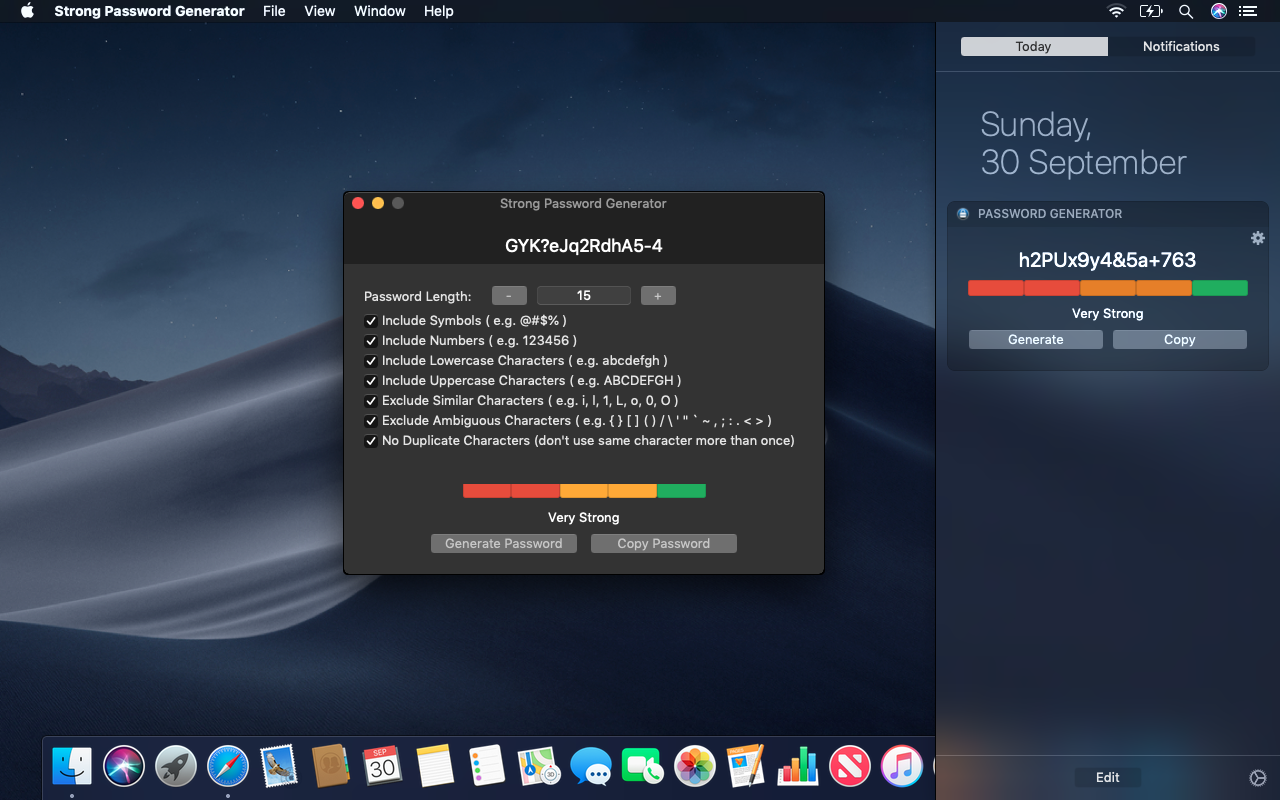 Strong Password Generator File View Window Help
Today Notifications
Sunday,
30 September
PASSWORD GENERATOR
h2PUx9y4&5a+763
Very Strong
Generate Copy
Edit
Strong Password Generator
GYK?eJq2RdhA5-4
Password Length: - 15 +
Include Symbols ( e.g. @#$% )
Include Numbers ( e.g. 123456 )
Include Lowercase Characters ( e.g. abcdefgh )
Include Uppercase Characters ( e.g. ABCDEFGH )
Exclude Similar Characters ( e.g. i, l, 1, L, o, 0, O )
Exclude Ambiguous Characters ( e.g. { } [ ] ( ) / \ ' " ` ~ , ; : . < > )
No Duplicate Characters (don't use same character more than once)
Very Strong
Generate Password Copy Password
SEP
30